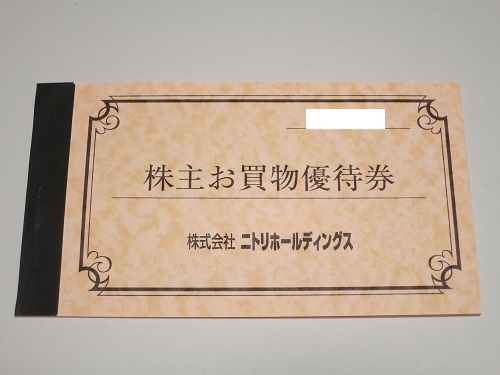 株主お買物優待券
株式会社 ニトリホールディングス